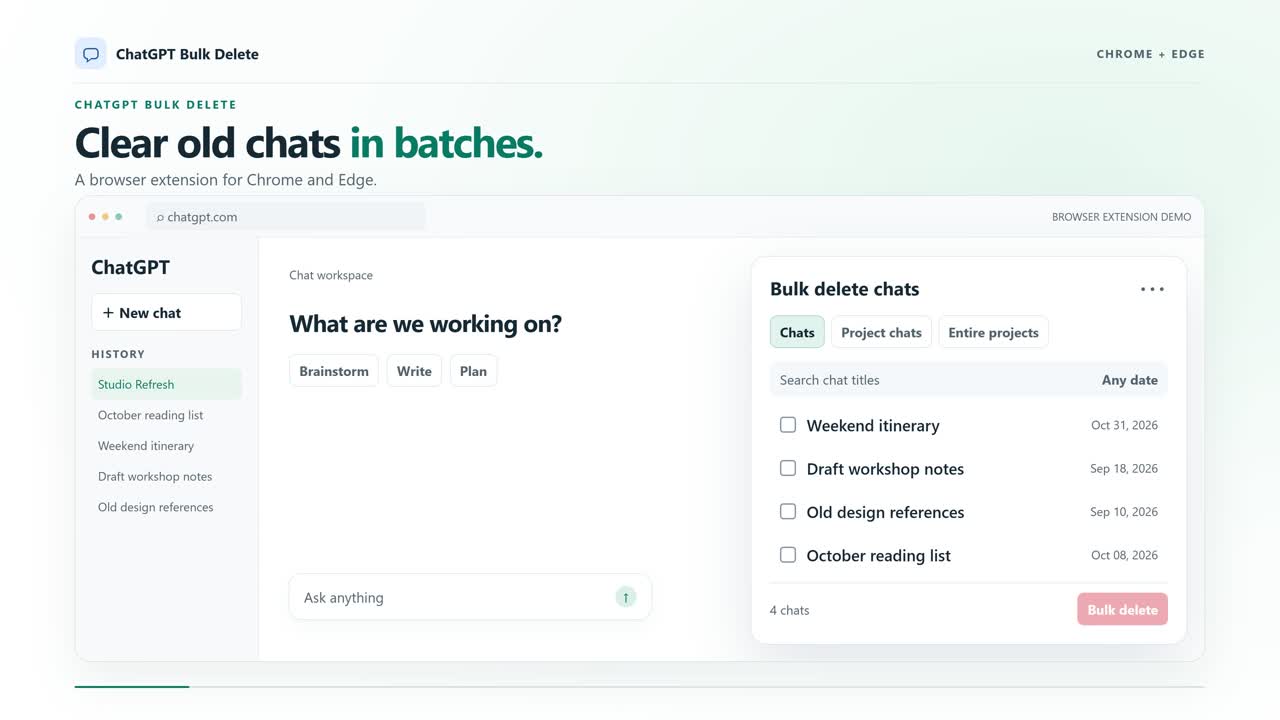 ChatGPT Bulk Delete
CHROME + EDGE
CHATGPT BULK DELETE
Clear old chats in batches.
A browser extension for Chrome and Edge.
chatgpt.com
BROWSER EXTENSION DEMO
ChatGPT
+ New chat
HISTORY
Studio Refresh
October reading list
Weekend itinerary
Draft workshop notes
Old design references
Chat workspace
What are we working on?
Brainstorm Write Plan
Ask anything
↑
Bulk delete chats
Chats Project chats Entire projects
Search chat titles Any date
Weekend itinerary Oct 31, 2026
Draft workshop notes Sep 18, 2026
Old design references Sep 10, 2026
October reading list Oct 08, 2026
4 chats Bulk delete